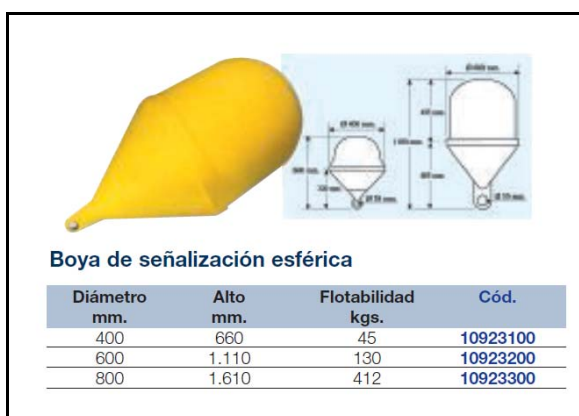 Boya de señalización esférica
Diámetro Alto Flotabilidad Cód.
mm. mm. kgs.
400 660 45 10923100
600 1.110 130 10923200
800 1.610 412 10923300